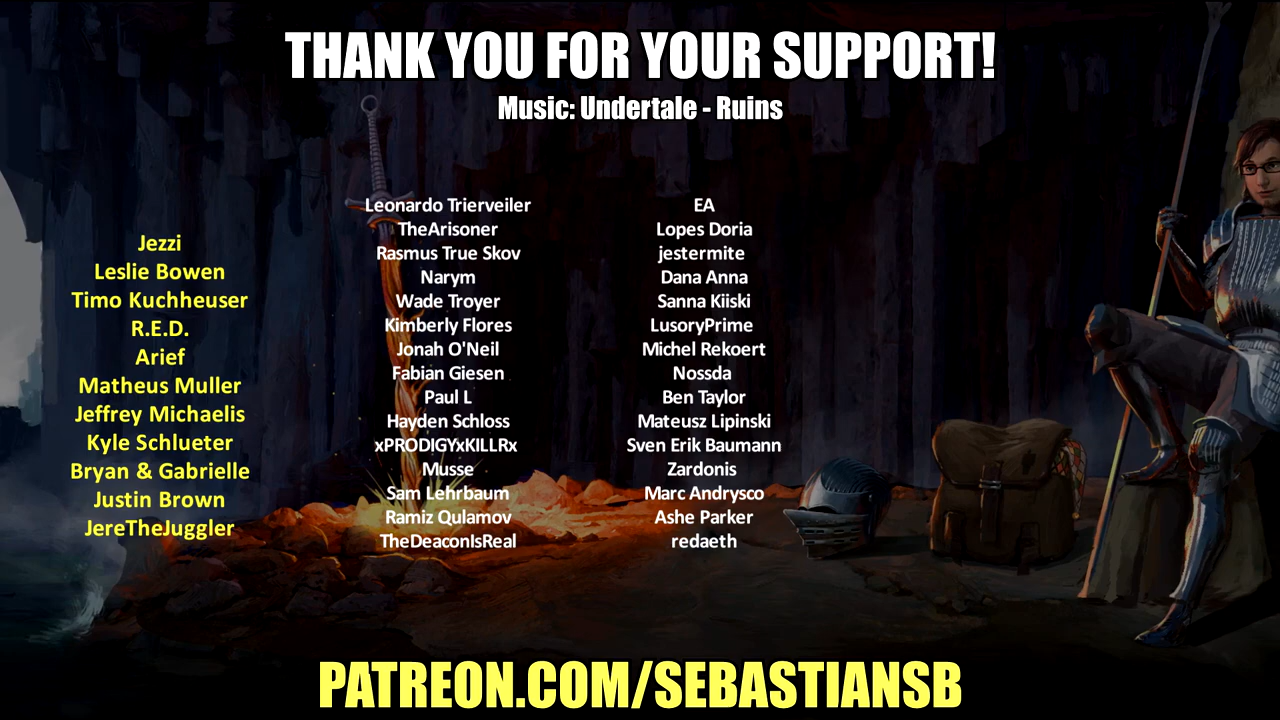 THANK YOU FOR YOUR SUPPORT!
Music: Undertale - Ruins
Jezzi
Leslie Bowen
Timo Kuchheuser
R.E.D.
Arief
Matheus Muller
Jeffrey Michaelis
Kyle Schlueter
Bryan & Gabrielle
Justin Brown
JereTheJuggler
Leonardo Trierveiler
TheArisoner
Rasmus True Skov
Narym
Wade Troyer
Kimberly Flores
Jonah O'Neil
Fabian Giesen
Paul L
Hayden Schloss
xPRODIGYxKILLRx
Musse
Sam Lehrbaum
Ramiz Qulamov
TheDeaconIsReal
EA
Lopes Doria
jestermite
Dana Anna
Sanna Kiiski
LusoryPrime
Michel Rekoert
Nossda
Ben Taylor
Mateusz Lipinski
Sven Erik Baumann
Zardonis
Marc Andrysco
Ashe Parker
redaeth
PATREON.COM/SEBASTIANSB